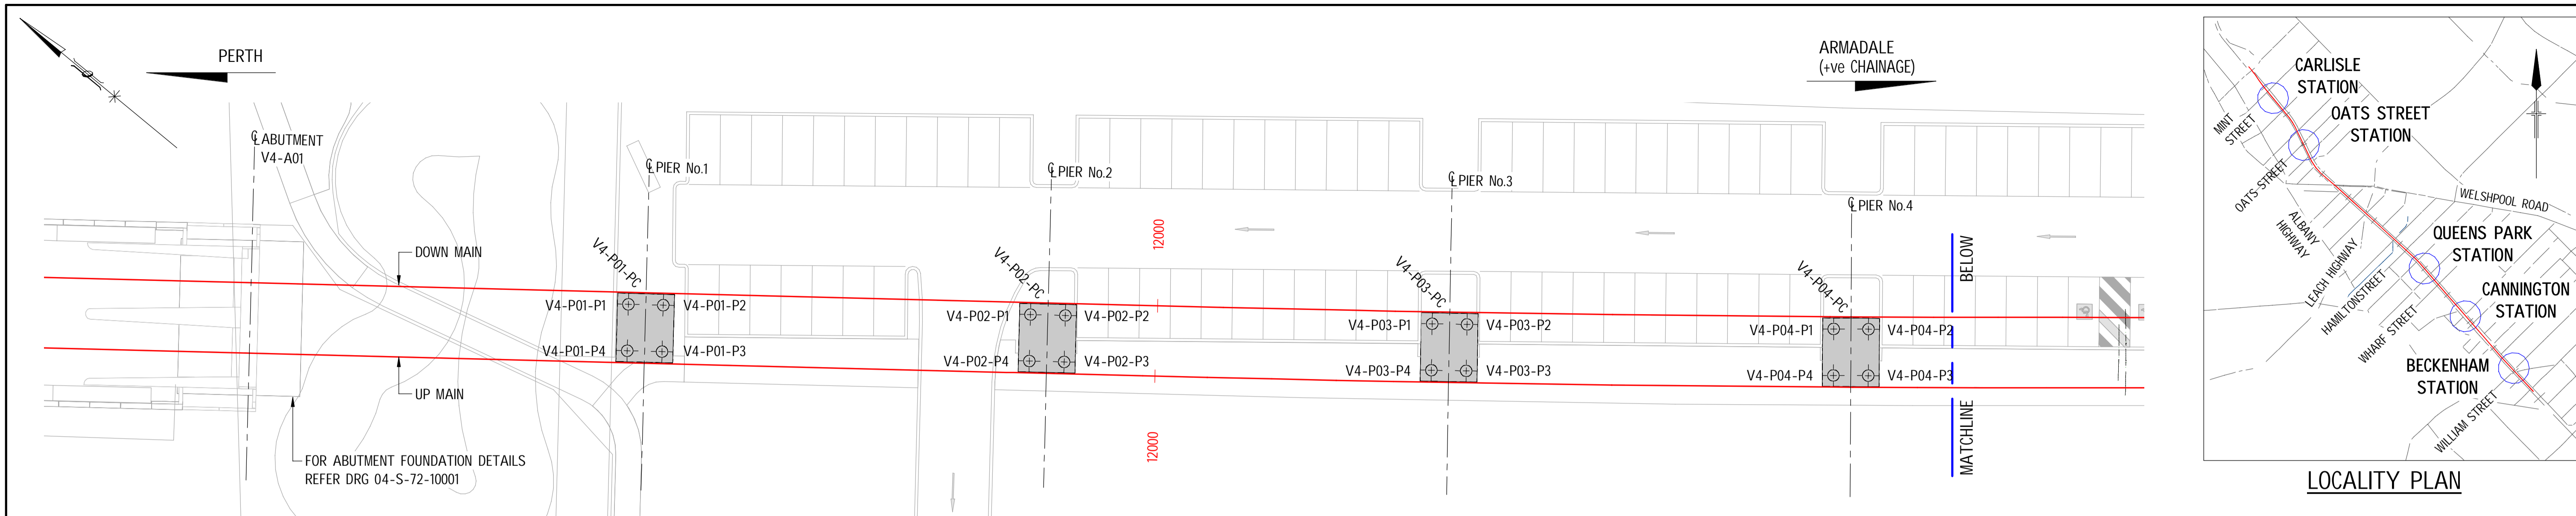 PERTH
ARMADALE
(+ve CHAINAGE)
℄ ABUTMENT
V4-A01
℄ PIER No.1
℄ PIER No.2
℄ PIER No.3
℄ PIER No.4
DOWN MAIN
UP MAIN
V4-P01-PC
V4-P01-P1
V4-P01-P2
V4-P01-P4
V4-P01-P3
V4-P02-PC
V4-P02-P1
V4-P02-P2
V4-P02-P4
V4-P02-P3
12000
12000
V4-P03-PC
V4-P03-P1
V4-P03-P2
V4-P03-P4
V4-P03-P3
V4-P04-PC
V4-P04-P1
V4-P04-P2
V4-P04-P4
V4-P04-P3
BELOW
MATCHLINE
FOR ABUTMENT FOUNDATION DETAILS
REFER DRG 04-S-72-10001
CARLISLE
STATION
MINT
STREET
OATS STREET
STATION
OATS STREET
WELSHPOOL ROAD
ALBANY
HIGHWAY
LEACH HIGHWAY
QUEENS PARK
STATION
HAMILTONSTREET
CANNINGTON
STATION
WHARF STREET
BECKENHAM
STATION
WILLIAM STREET
LOCALITY PLAN